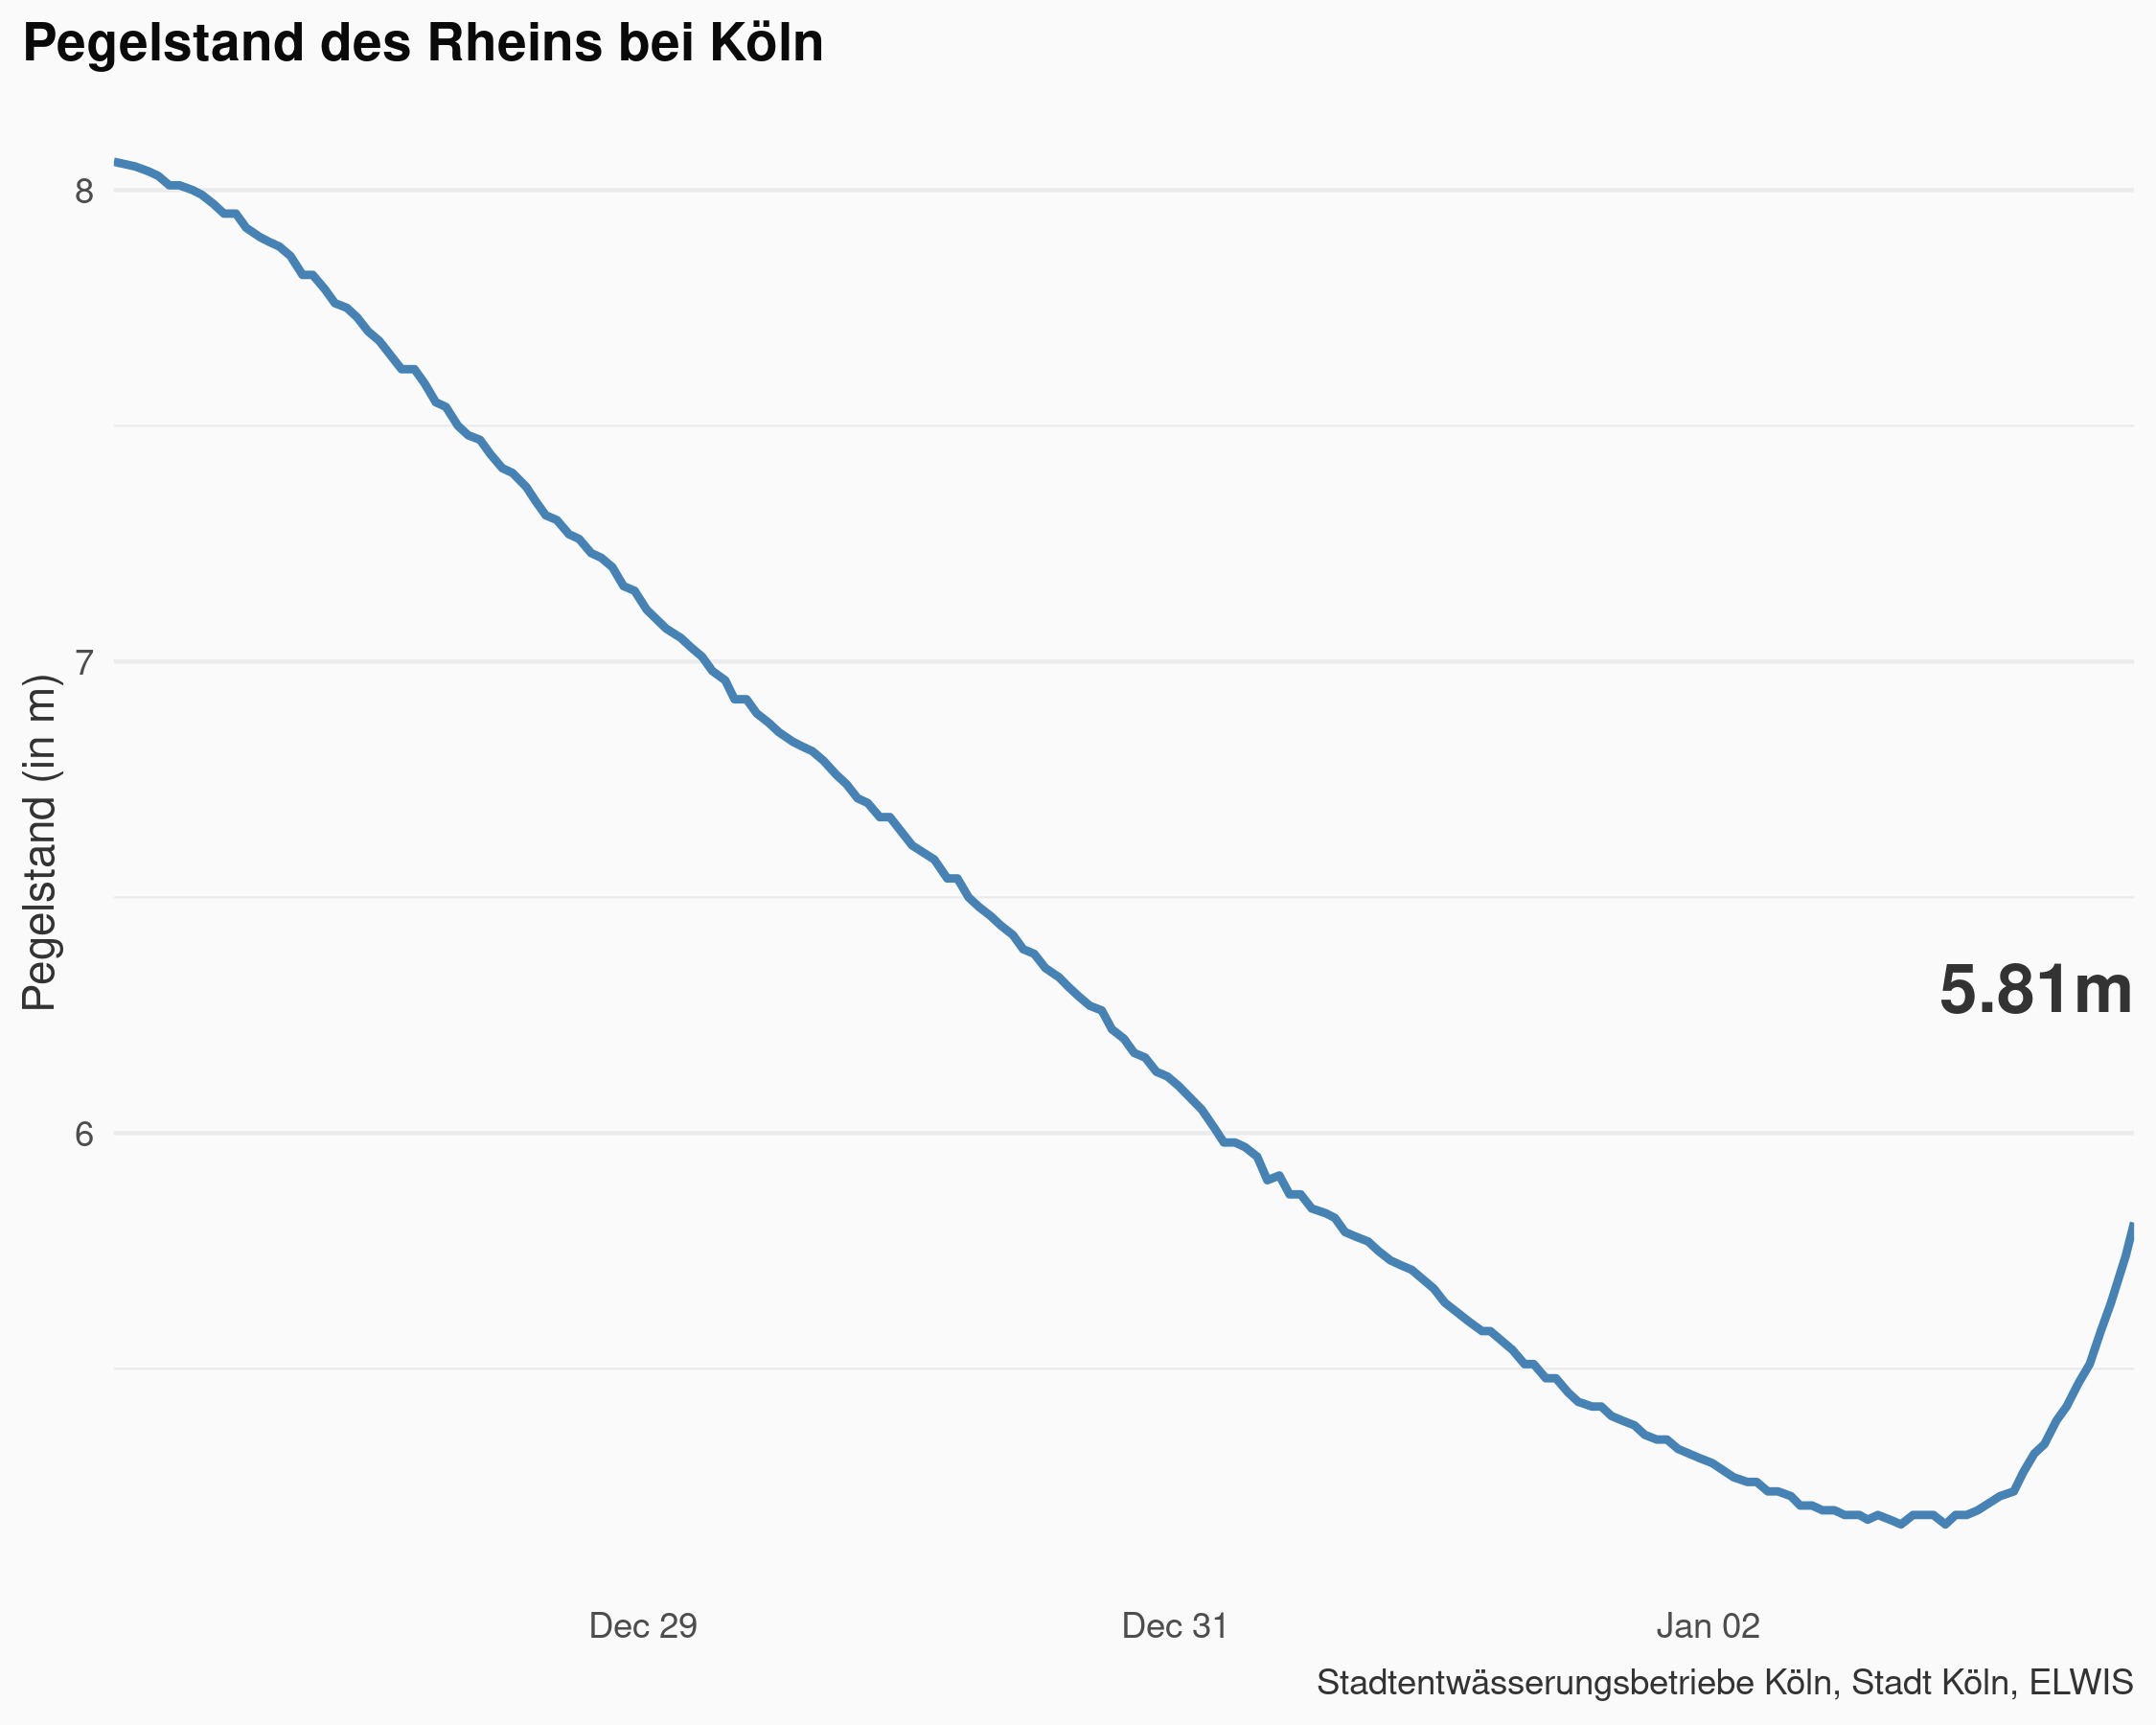 Pegelstand des Rheins bei Köln
8
7
6
Pegelstand (in m)
5.81m
Dec 29
Dec 31
Jan 02
Stadtentwässerungsbetriebe Köln, Stadt Köln, ELWIS